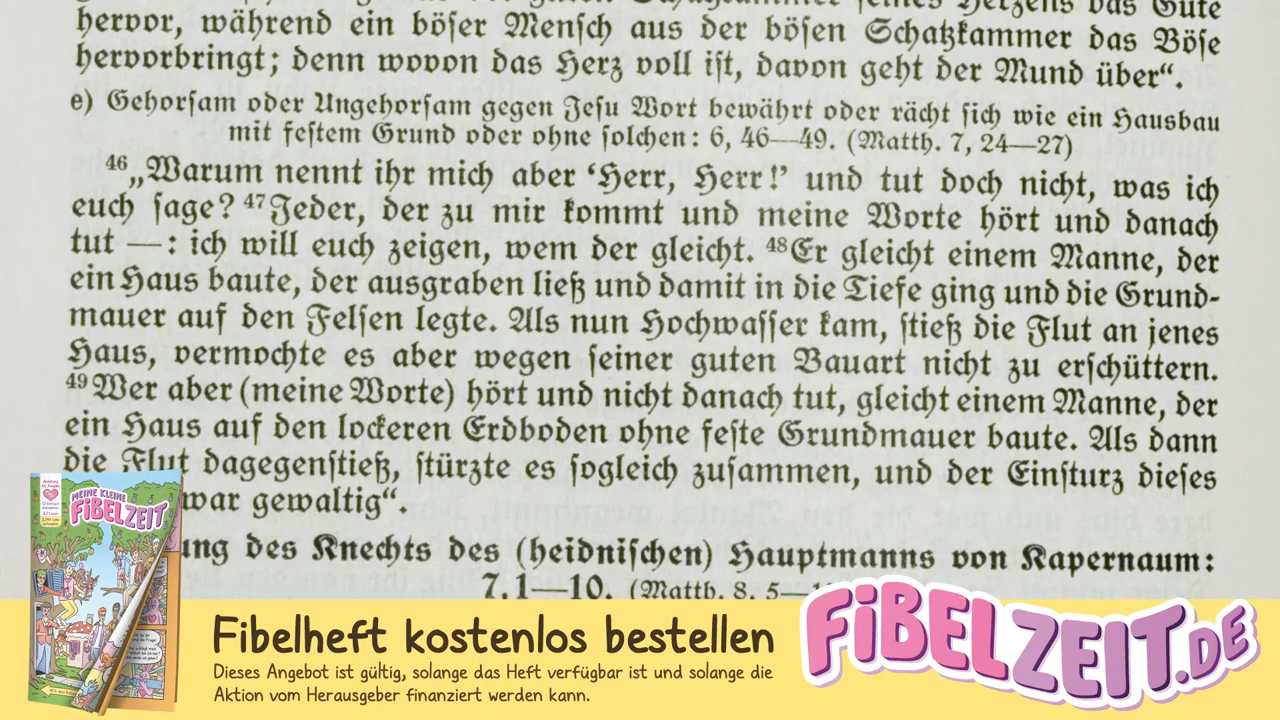 hervor, während ein böser Mensch aus der bösen Schatzkammer das Böse
hervorbringt; denn wovon das Herz voll ist, davon geht der Mund über“.
e) Gehorsam oder Ungehorsam gegen Jesu Wort bewährt oder rächt sich wie ein Hausbau
mit festem Grund oder ohne solchen: 6, 46—49. (Matth. 7, 24—27)
46„Warum nennt ihr mich aber ‘Herr, Herr!’ und tut doch nicht, was ich
euch sage? 47Jeder, der zu mir kommt und meine Worte hört und danach
tut —: ich will euch zeigen, wem der gleicht. 48Er gleicht einem Manne, der
ein Haus baute, der ausgraben ließ und damit in die Tiefe ging und die Grund-
mauer auf den Felsen legte. Als nun Hochwasser kam, stieß die Flut an jenes
Haus, vermochte es aber wegen seiner guten Bauart nicht zu erschüttern.
49Wer aber (meine Worte) hört und nicht danach tut, gleicht einem Manne, der
ein Haus auf den lockeren Erdboden ohne feste Grundmauer baute. Als dann
die Flut dagegenstieß, stürzte es sogleich zusammen, und der Einsturz dieses
war gewaltig“.
ung des Knechts des (heidnischen) Hauptmanns von Kapernaum:
7,1—10. (Matth. 8, 5—
MEINE KLEINE
FIBELZEIT
Fibelheft kostenlos bestellen
Dieses Angebot ist gültig, solange das Heft verfügbar ist und solange die
Aktion vom Herausgeber finanziert werden kann.
FIBELZEIT.DE